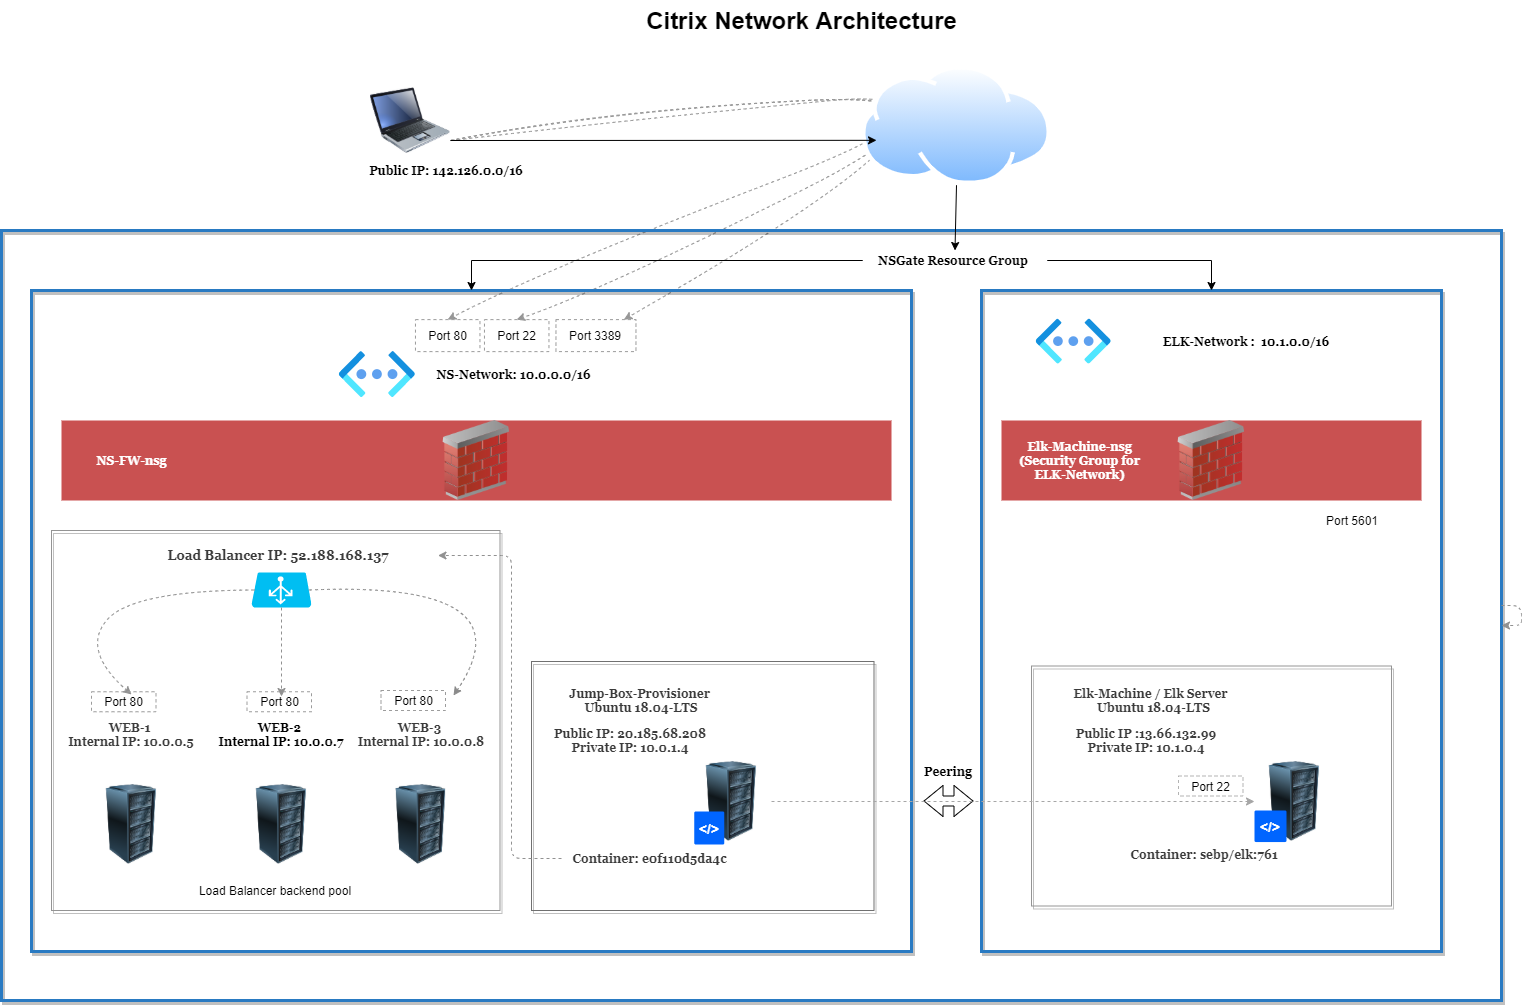 Citrix Network Architecture
Public IP: 142.126.0.0/16
NSGate Resource Group
Port 80
Port 22
Port 3389
NS-Network: 10.0.0.0/16
ELK-Network :  10.1.0.0/16
NS-FW-nsg
Elk-Machine-nsg
(Security Group for
ELK-Network)
Port 5601
Load Balancer IP: 52.188.168.137
Port 80
Port 80
Port 80
WEB-1
Internal IP: 10.0.0.5
WEB-2
Internal IP: 10.0.0.7
WEB-3
Internal IP: 10.0.0.8
Load Balancer backend pool
Jump-Box-Provisioner
Ubuntu 18.04-LTS
Public IP: 20.185.68.208
Private IP: 10.0.1.4
</>
Container: e0f110d5da4c
Peering
Elk-Machine / Elk Server
Ubuntu 18.04-LTS
Public IP :13.66.132.99
Private IP: 10.1.0.4
Port 22
</>
Container: sebp/elk:761